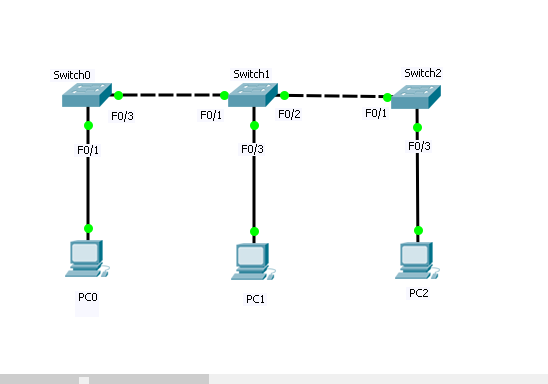 Switch0
Switch1
Switch2
F0/3
F0/1
F0/2
F0/1
F0/1
F0/3
F0/3
PC0
PC1
PC2